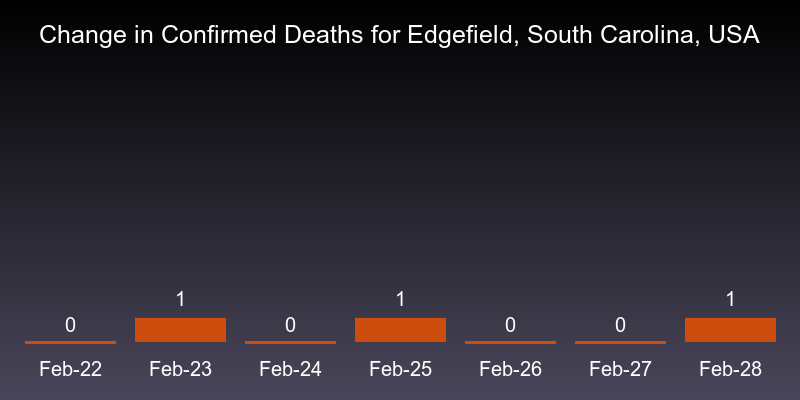 Change in Confirmed Deaths for Edgefield, South Carolina, USA
0 1 0 1 0 0 1
Feb-22 Feb-23 Feb-24 Feb-25 Feb-26 Feb-27 Feb-28